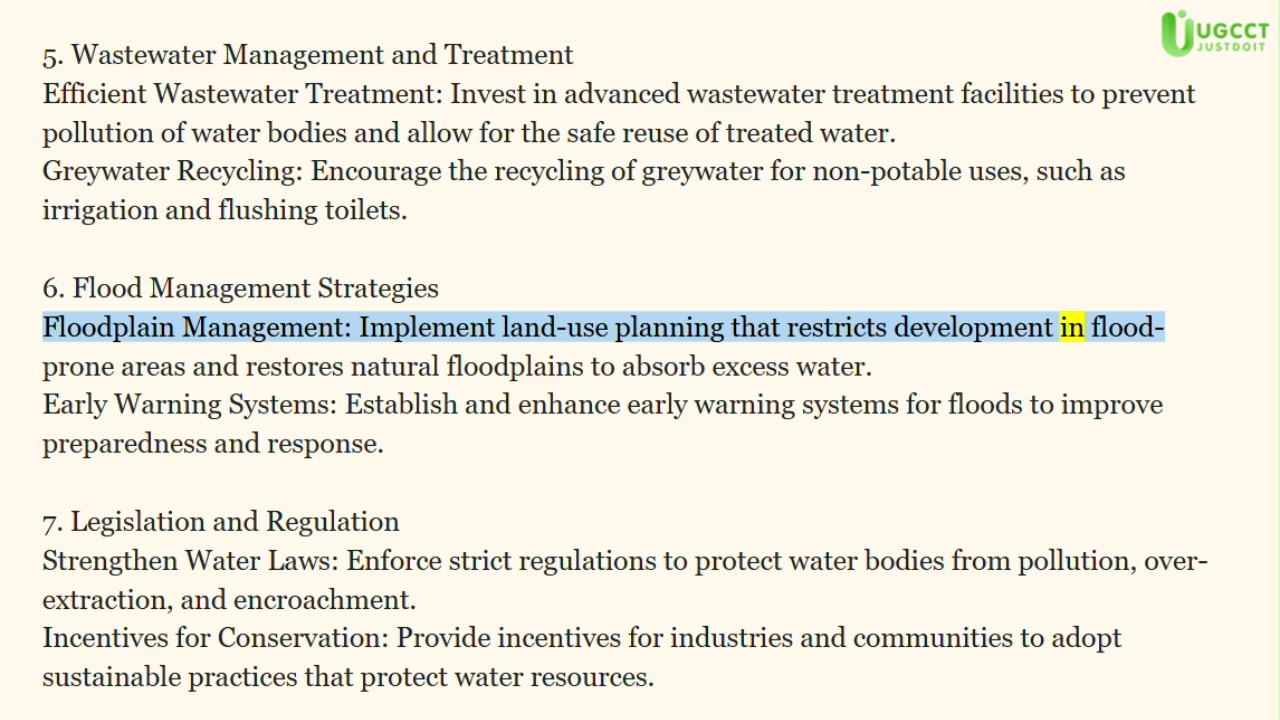 UGCCT
JUSTDOIT
5. Wastewater Management and Treatment
Efficient Wastewater Treatment: Invest in advanced wastewater treatment facilities to prevent
pollution of water bodies and allow for the safe reuse of treated water.
Greywater Recycling: Encourage the recycling of greywater for non-potable uses, such as
irrigation and flushing toilets.
6. Flood Management Strategies
Floodplain Management: Implement land-use planning that restricts development in flood-
prone areas and restores natural floodplains to absorb excess water.
Early Warning Systems: Establish and enhance early warning systems for floods to improve
preparedness and response.
7. Legislation and Regulation
Strengthen Water Laws: Enforce strict regulations to protect water bodies from pollution, over-
extraction, and encroachment.
Incentives for Conservation: Provide incentives for industries and communities to adopt
sustainable practices that protect water resources.